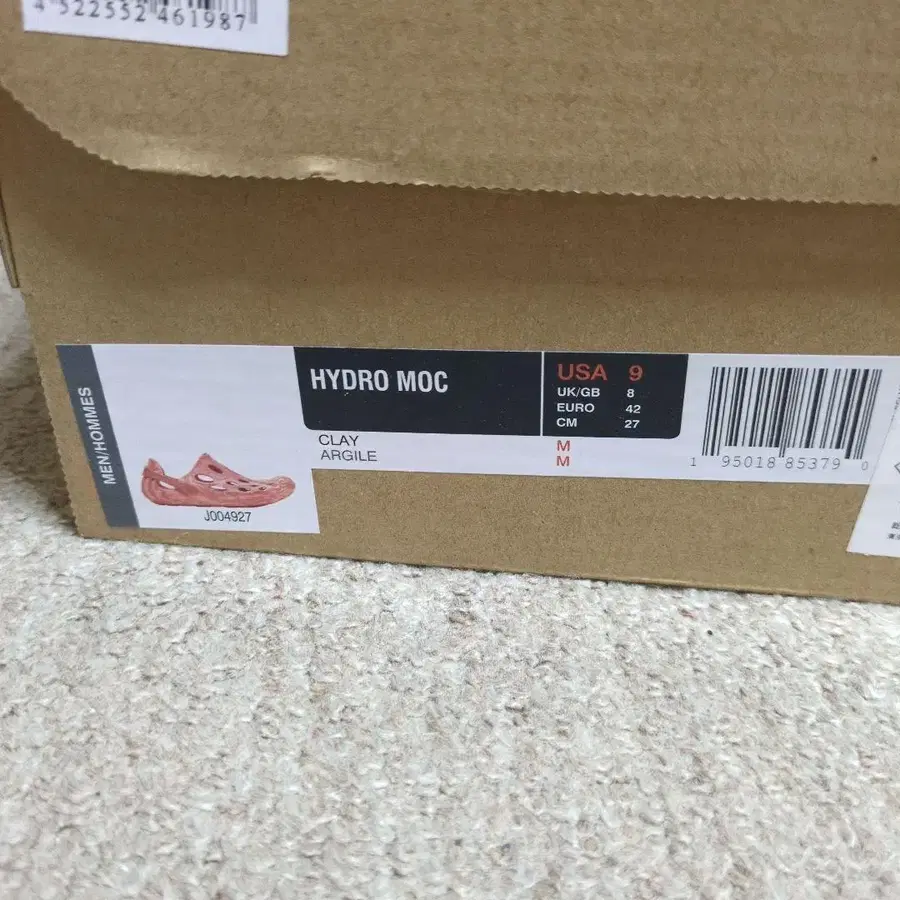 4 522552 461987
MEN/HOMMES
J004927
HYDRO MOC
CLAY
ARGILE
USA 9
UK/GB 8
EURO 42
CM 27
M
M
1 95018 85379 0